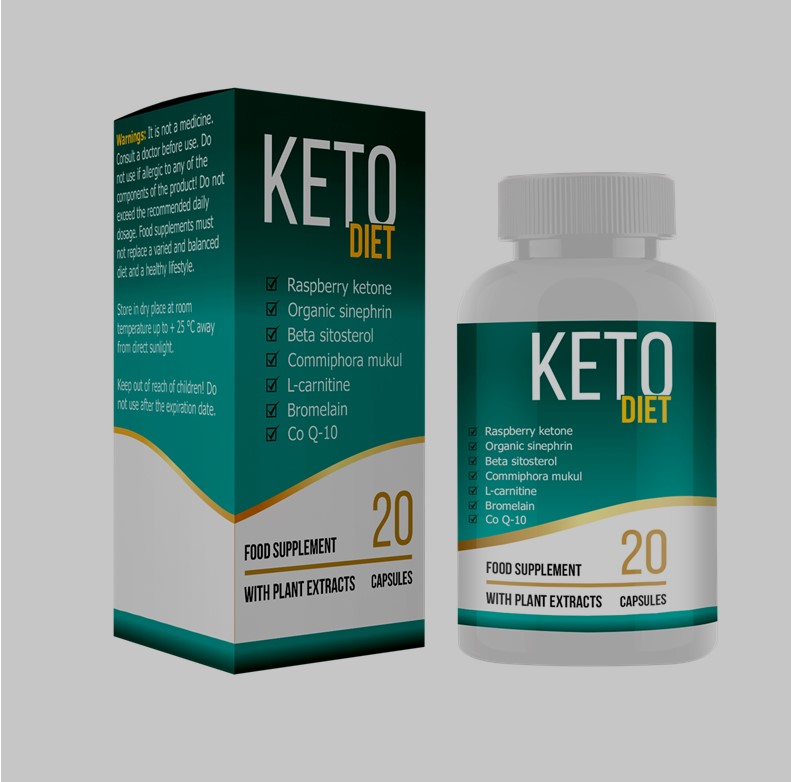 Warnings: It is not a medicine.
Consult a doctor before use. Do
not use if allergic to any of the
components of the product! Do not
exceed the recommended daily
dosage. Food supplements must
not replace a varied and balanced
diet and a healthy lifestyle.
Store in dry place at room
temperature up to + 25 °C away
from direct sunlight.
Keep out of reach of children! Do
not use after the expiration date.
KETO
DIET
Raspberry ketone
Organic sinephrin
Beta sitosterol
Commiphora mukul
L-carnitine
Bromelain
Co Q-10
20
FOOD SUPPLEMENT
WITH PLANT EXTRACTS CAPSULES
KETO
DIET
Raspberry ketone
Organic sinephrin
Beta sitosterol
Commiphora mukul
L-carnitine
Bromelain
Co Q-10
20
FOOD SUPPLEMENT
WITH PLANT EXTRACTS CAPSULES